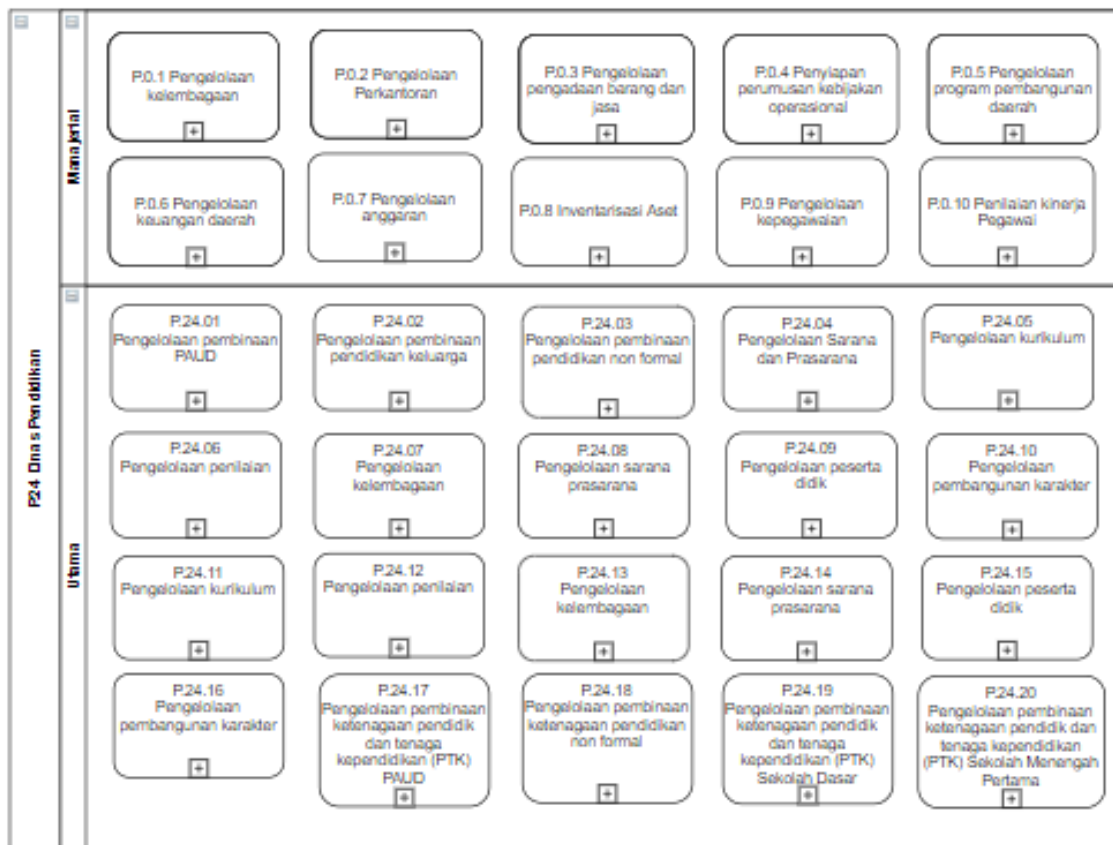 P24 Dinas Pendidikan
Manajerial
P.0.1 Pengelolaan
kelembagaan
P.0.2 Pengelolaan
Perkantoran
P.0.3 Pengelolaan
pengadaan barang dan
jasa
P.0.4 Penyiapan
perumusan kebijakan
operasional
P.0.5 Pengelolaan
program pembangunan
daerah
P.0.6 Pengelolaan
keuangan daerah
P.0.7 Pengelolaan
anggaran
P.0.8 Inventarisasi Aset
P.0.9 Pengelolaan
kepegawaian
P.0.10 Penilaian kinerja
Pegawai
Utama
P.24.01
Pengelolaan pembinaan
PAUD
P.24.02
Pengelolaan pembinaan
pendidikan keluarga
P.24.03
Pengelolaan pembinaan
pendidikan non formal
P.24.04
Pengelolaan Sarana
dan Prasarana
P.24.05
Pengelolaan kurikulum
P.24.06
Pengelolaan penilaian
P.24.07
Pengelolaan
kelembagaan
P.24.08
Pengelolaan sarana
prasarana
P.24.09
Pengelolaan peserta
didik
P.24.10
Pengelolaan
pembangunan karakter
P.24.11
Pengelolaan kurikulum
P.24.12
Pengelolaan penilaian
P.24.13
Pengelolaan
kelembagaan
P.24.14
Pengelolaan sarana
prasarana
P.24.15
Pengelolaan peserta
didik
P.24.16
Pengelolaan
pembangunan karakter
P.24.17
Pengelolaan pembinaan
ketenagaan pendidik
dan tenaga
kependidikan (PTK)
PAUD
P.24.18
Pengelolaan pembinaan
ketenagaan pendidikan
non formal
P.24.19
Pengelolaan pembinaan
ketenagaan pendidik
dan tenaga
kependidikan (PTK)
Sekolah Dasar
P.24.20
Pengelolaan pembinaan
ketenagaan pendidik dan
tenaga kependidikan
(PTK) Sekolah Menengah
Pertama